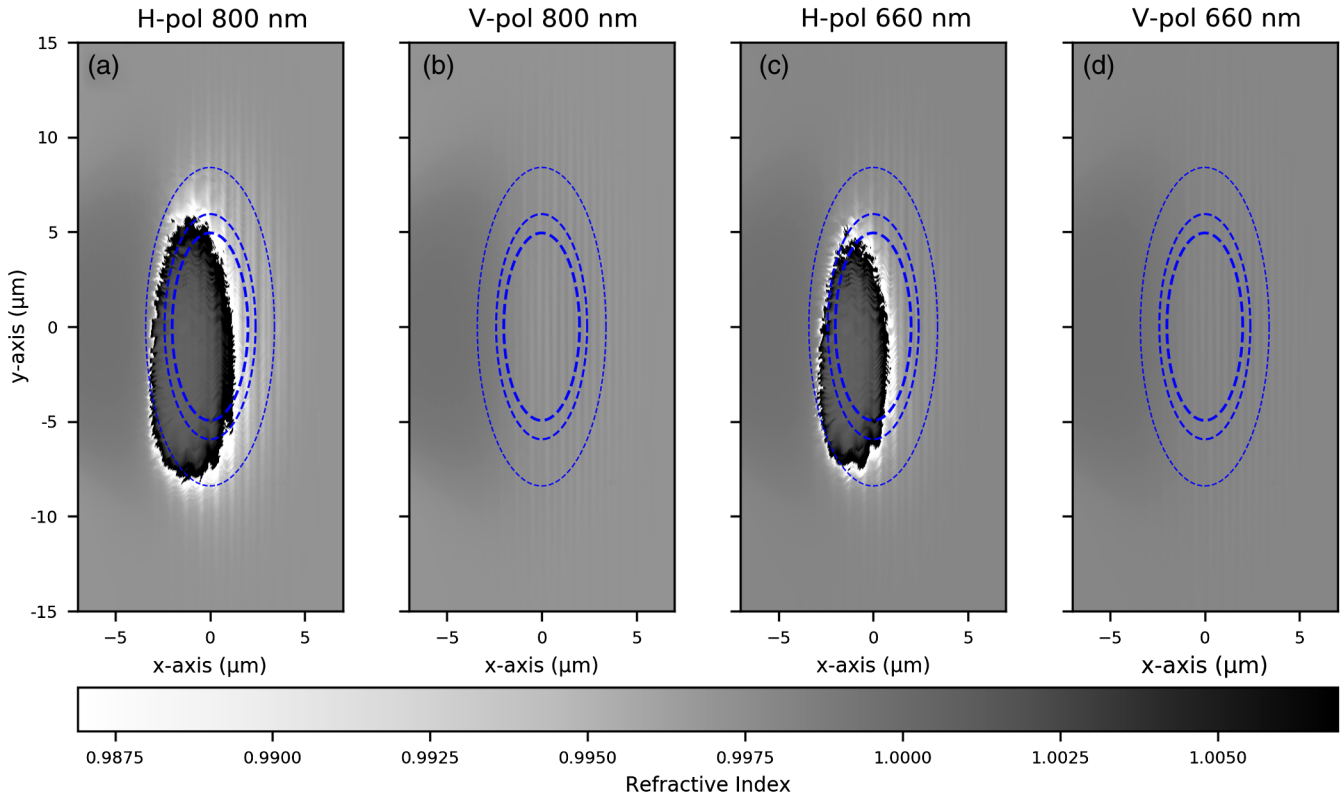 H-pol 800 nm V-pol 800 nm H-pol 660 nm V-pol 660 nm
(a) (b) (c) (d)
15
10
5
0
-5
-10
-15
y-axis (μm)
−5 0 5 −5 0 5 −5 0 5 −5 0 5
x-axis (μm) x-axis (μm) x-axis (μm) x-axis (μm)
0.9875 0.9900 0.9925 0.9950 0.9975 1.0000 1.0025 1.0050
Refractive Index